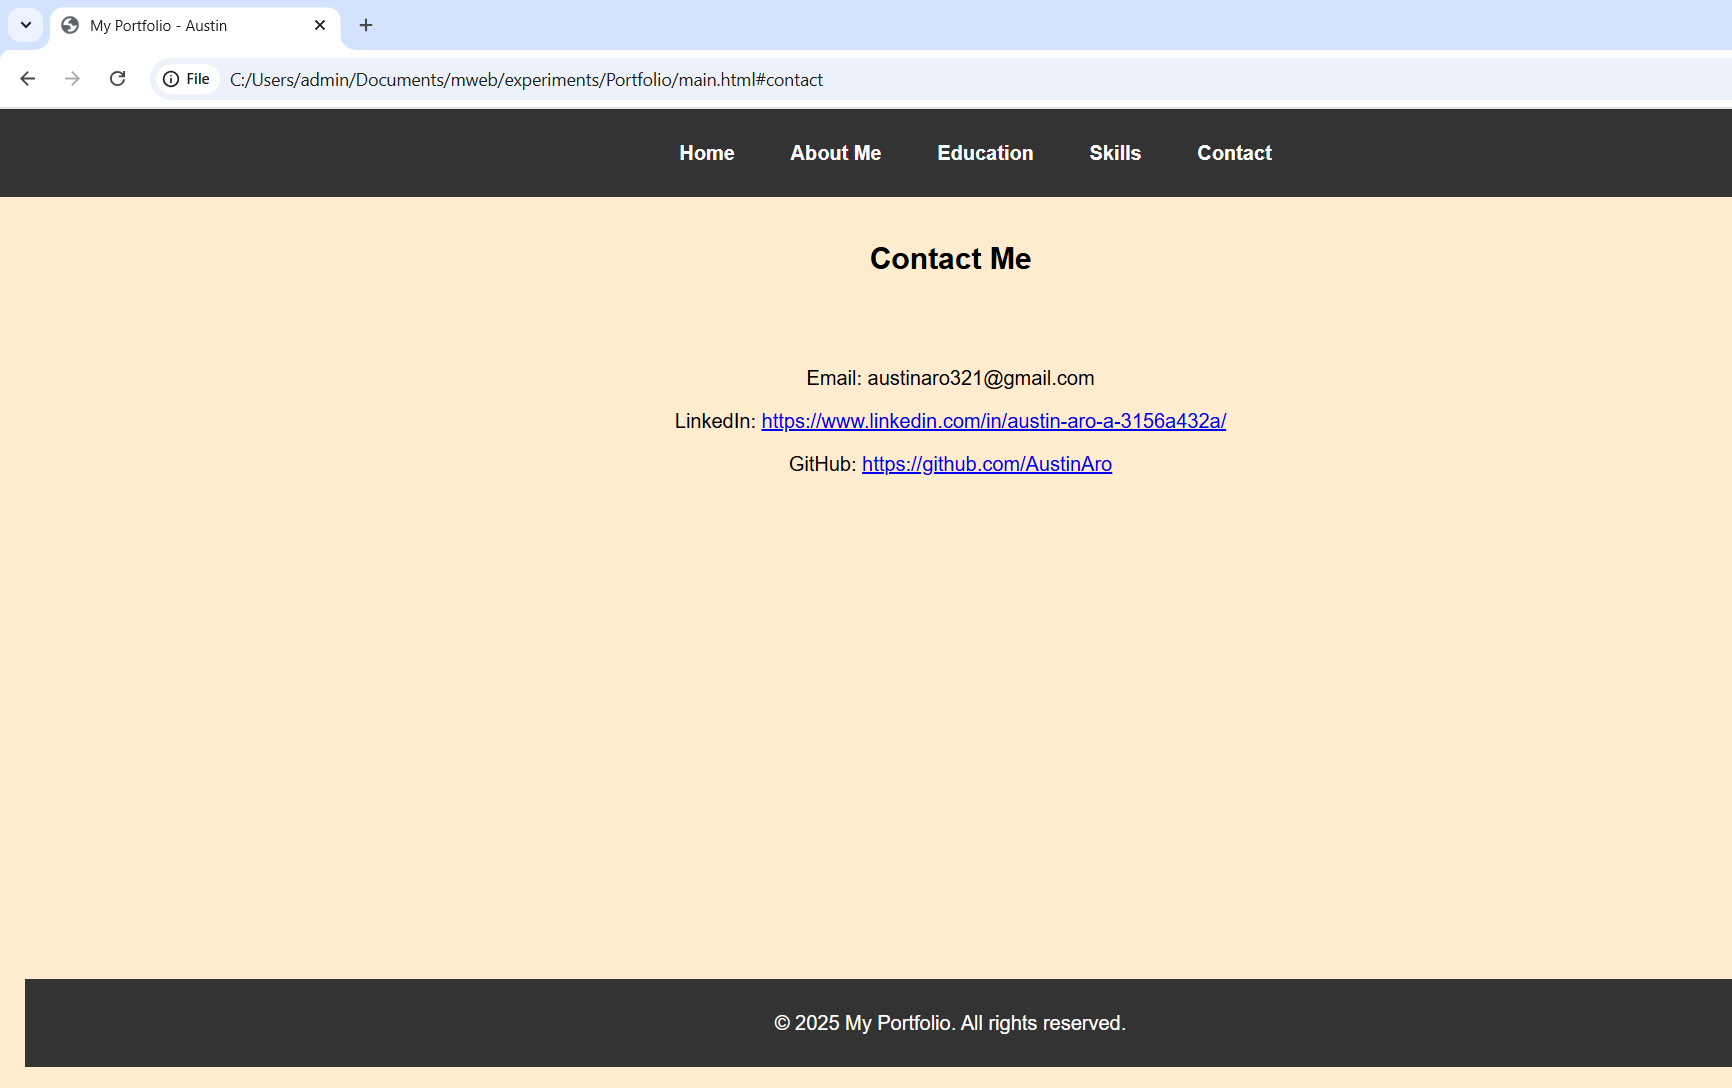 My Portfolio - Austin
File C:/Users/admin/Documents/mweb/experiments/Portfolio/main.html#contact
Home About Me Education Skills Contact
Contact Me
Email: austinaro321@gmail.com
LinkedIn: https://www.linkedin.com/in/austin-aro-a-3156a432a/
GitHub: https://github.com/AustinAro
© 2025 My Portfolio. All rights reserved.